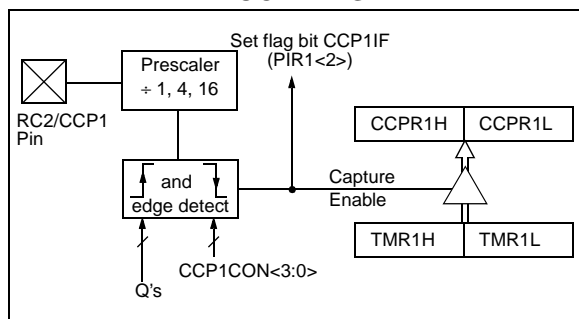 Set flag bit CCP1IF
(PIR1<2>)
Prescaler
÷ 1, 4, 16
RC2/CCP1
Pin
CCPR1H CCPR1L
and
edge detect
Capture
Enable
TMR1H TMR1L
CCP1CON<3:0>
Q's